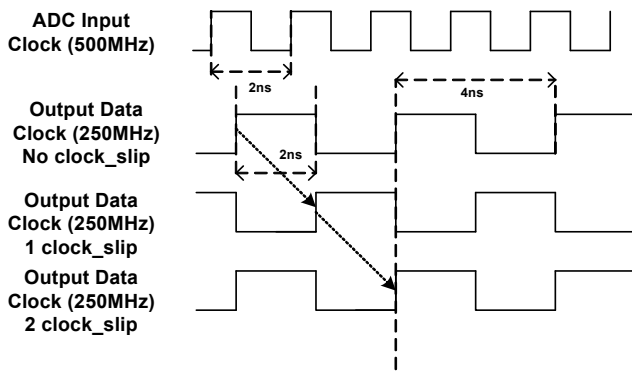 ADC Input
Clock (500MHz)
2ns
4ns
Output Data
Clock (250MHz)
No clock_slip
2ns
Output Data
Clock (250MHz)
1 clock_slip
Output Data
Clock (250MHz)
2 clock_slip